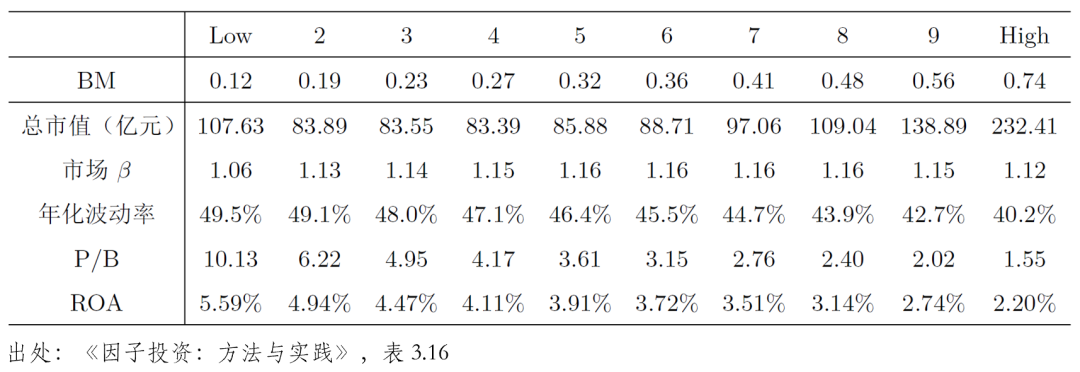 Low 2 3 4 5 6 7 8 9 High
BM 0.12 0.19 0.23 0.27 0.32 0.36 0.41 0.48 0.56 0.74
总市值（亿元） 107.63 83.89 83.55 83.39 85.88 88.71 97.06 109.04 138.89 232.41
市场 β 1.06 1.13 1.14 1.15 1.16 1.16 1.16 1.16 1.15 1.12
年化波动率 49.5% 49.1% 48.0% 47.1% 46.4% 45.5% 44.7% 43.9% 42.7% 40.2%
P/B 10.13 6.22 4.95 4.17 3.61 3.15 2.76 2.40 2.02 1.55
ROA 5.59% 4.94% 4.47% 4.11% 3.91% 3.72% 3.51% 3.14% 2.74% 2.20%
出处：《因子投资：方法与实践》，表 3.16